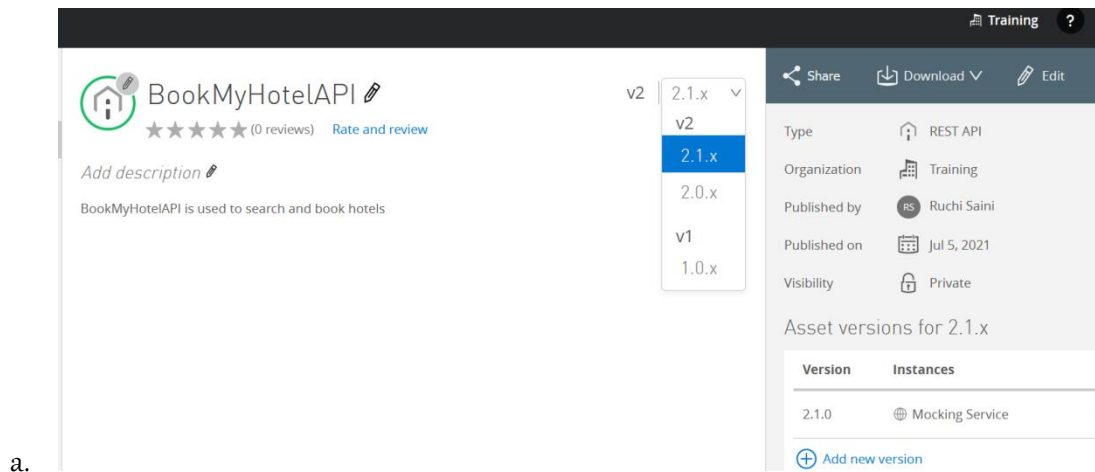 Training ?
BookMyHotelAPI
v2 2.1.x
(0 reviews) Rate and review
Add description
BookMyHotelAPI is used to search and book hotels
v2
2.1.x
2.0.x
v1
1.0.x
Share Download Edit
Type REST API
Organization Training
Published by RS Ruchi Saini
Published on Jul 5, 2021
Visibility Private
Asset versions for 2.1.x
Version Instances
2.1.0 Mocking Service
Add new version
a.